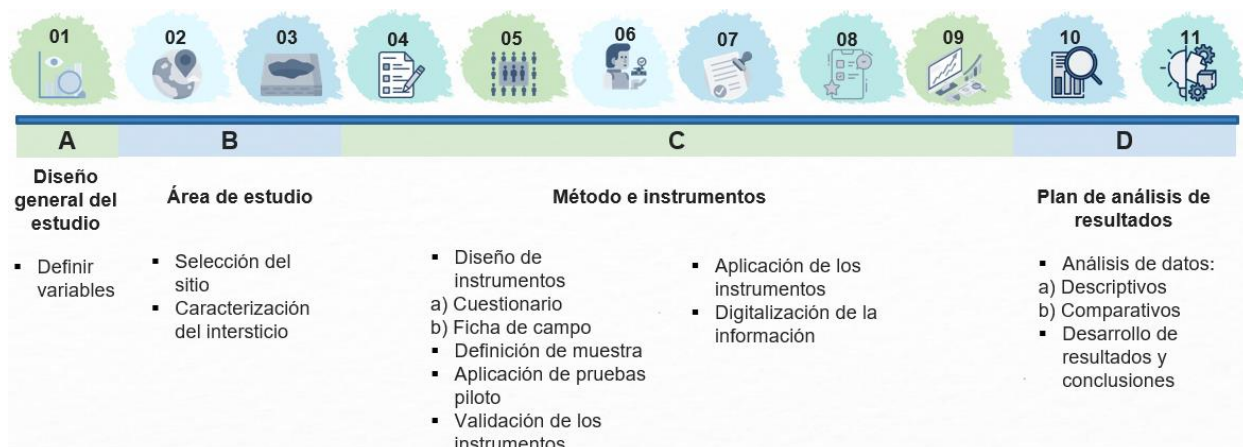 01 02 03 04 05 06 07 08 09 10 11
A B C D
Diseño
general del
estudio
▪ Definir
variables
Área de estudio
▪ Selección del
sitio
▪ Caracterización
del intersticio
Método e instrumentos
▪ Diseño de
instrumentos
a) Cuestionario
b) Ficha de campo
▪ Definición de muestra
▪ Aplicación de pruebas
piloto
▪ Validación de los
instrumentos
▪ Aplicación de los
instrumentos
▪ Digitalización de la
información
Plan de análisis de
resultados
▪ Análisis de datos:
a) Descriptivos
b) Comparativos
▪ Desarrollo de
resultados y
conclusiones